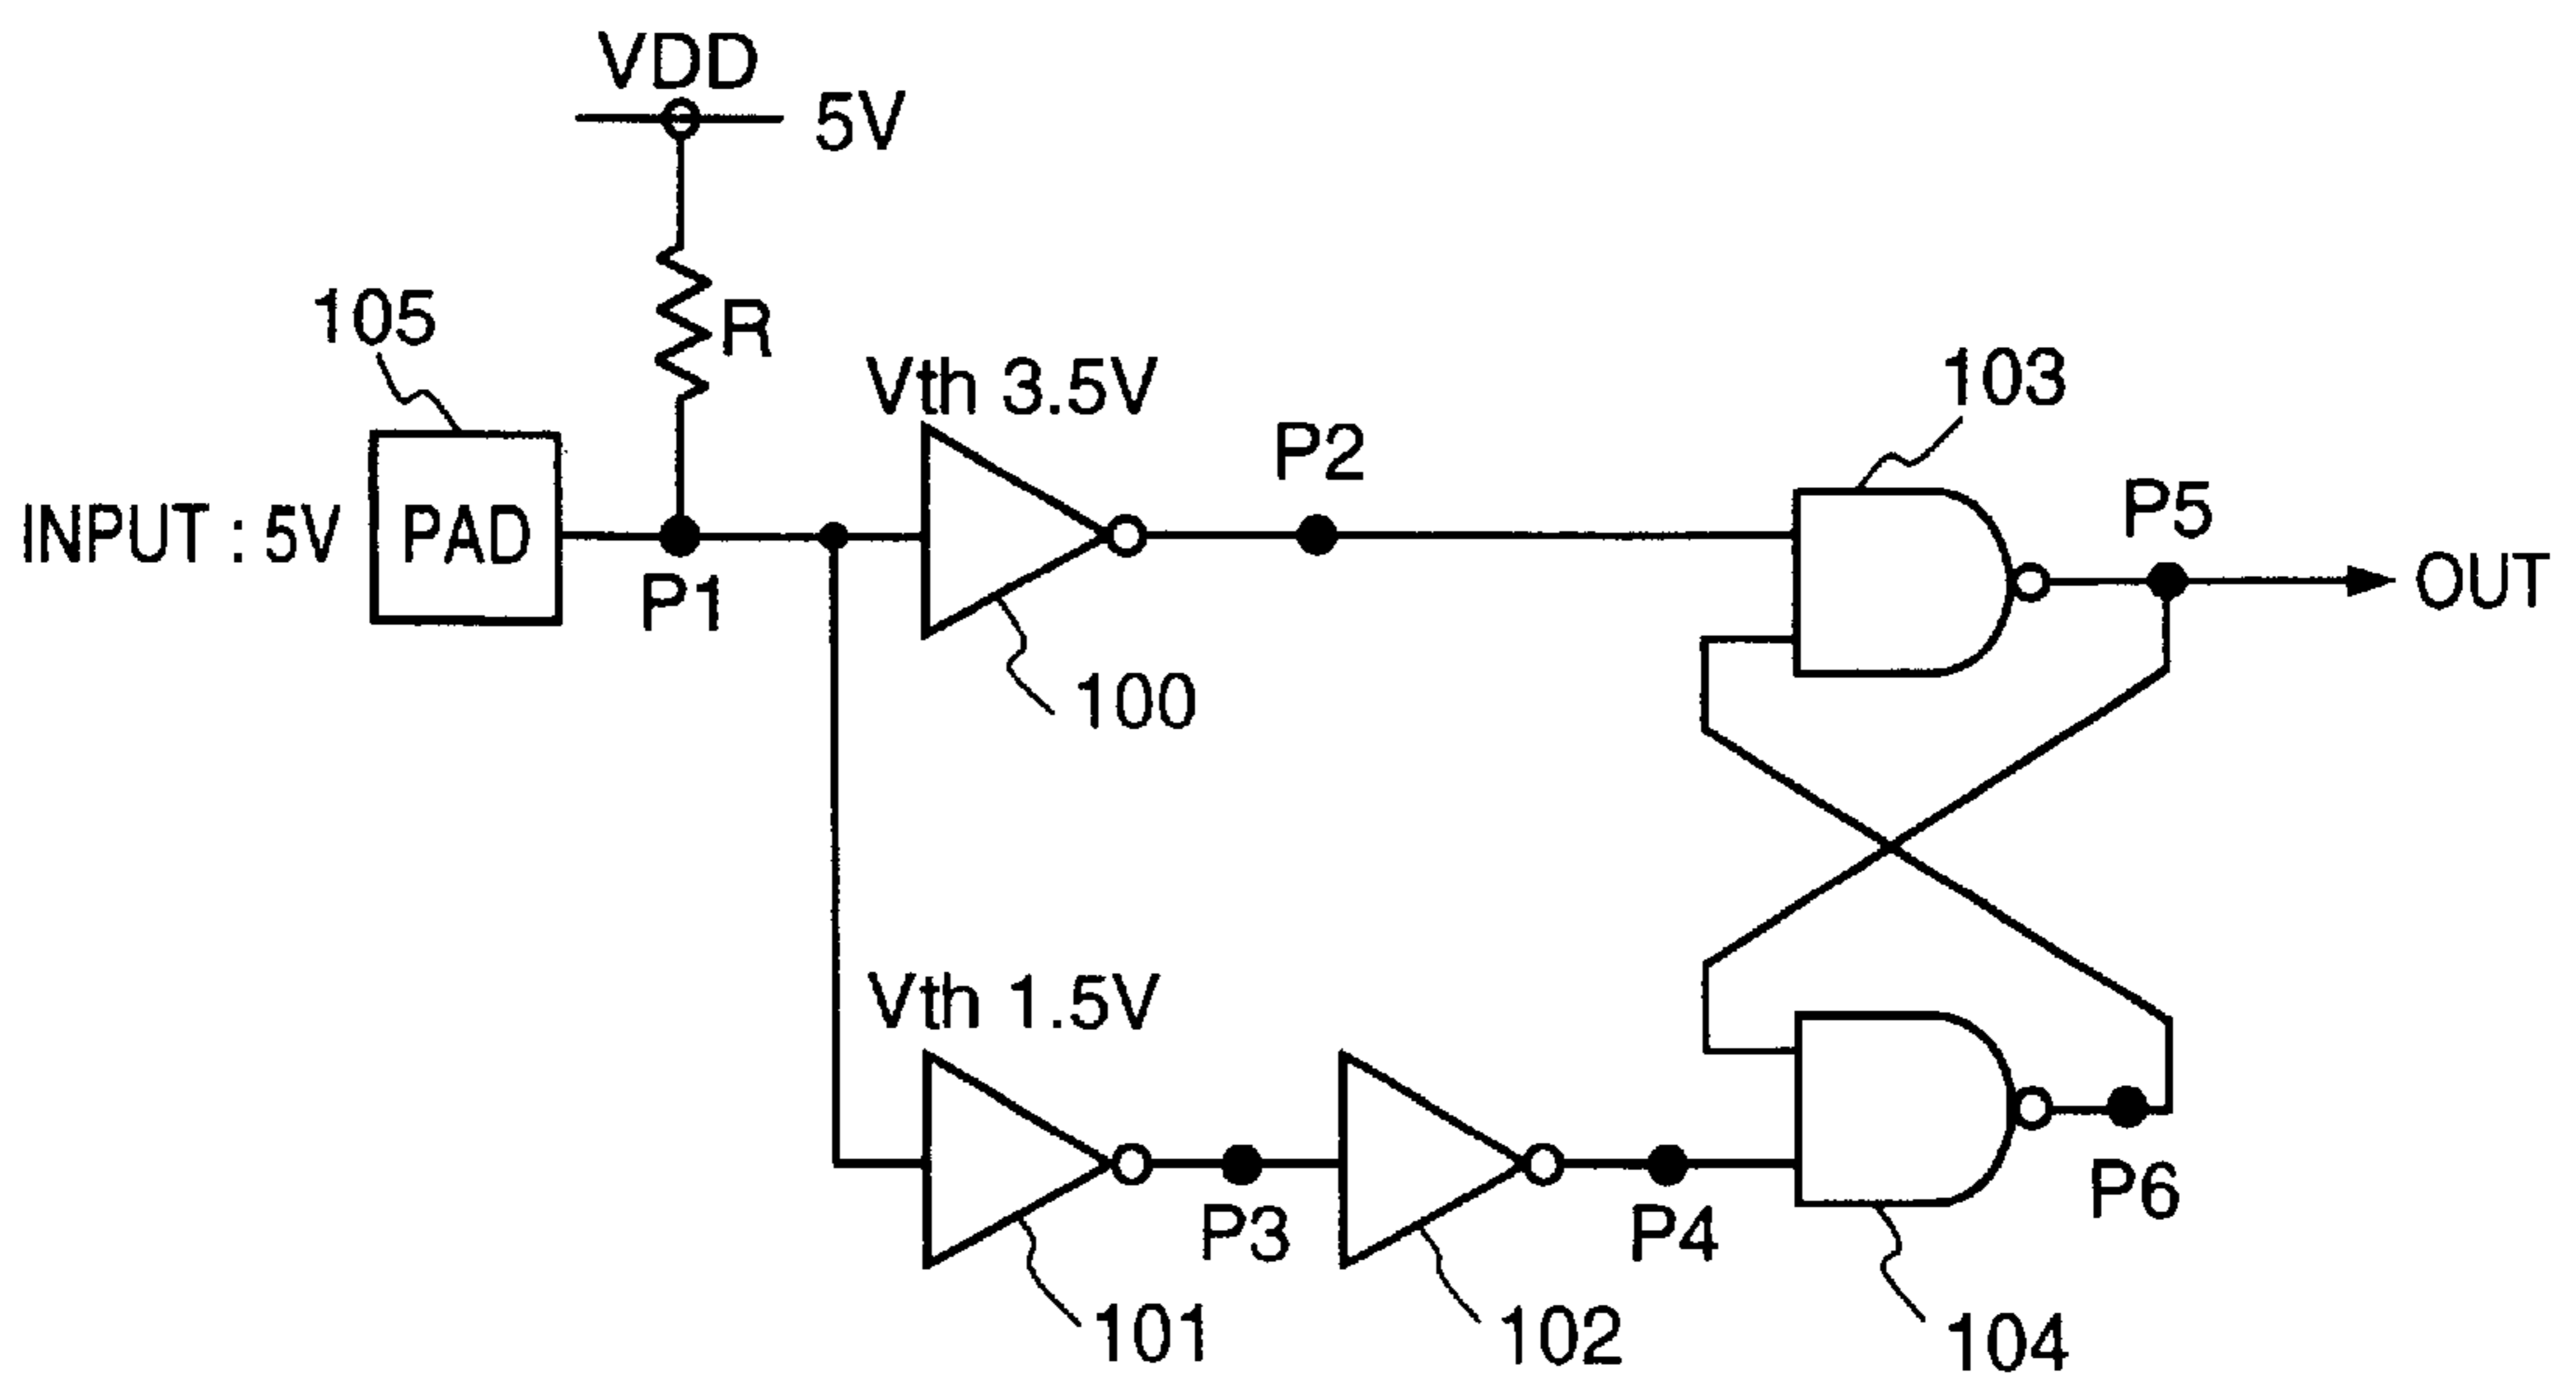 VDD
5V
105
R
Vth 3.5V
103
P2
P5
INPUT : 5V
PAD
OUT
P1
100
Vth 1.5V
P3
P4
P6
101
102
104